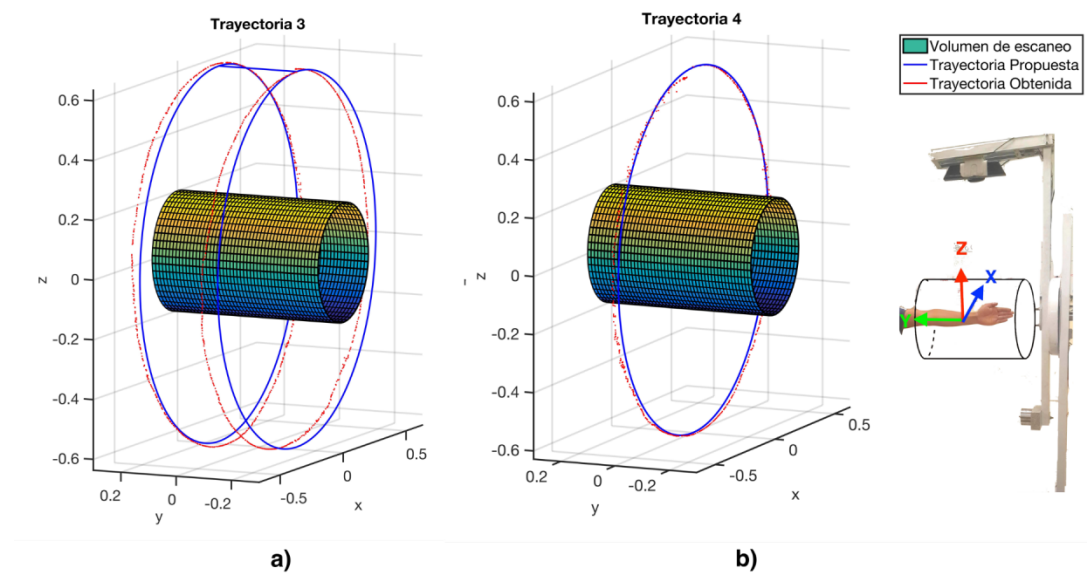 Trayectoria 3
0.6
0.4
0.2
0
-0.2
-0.4
-0.6
z
0.2
0
-0.2
y
-0.5
0
0.5
x
a)
Trayectoria 4
0.6
0.4
0.2
0
-0.2
-0.4
-0.6
z
0.2
0
-0.2
y
-0.5
0
0.5
x
b)
Volumen de escaneo
Trayectoria Propuesta
Trayectoria Obtenida
Z
X
Y